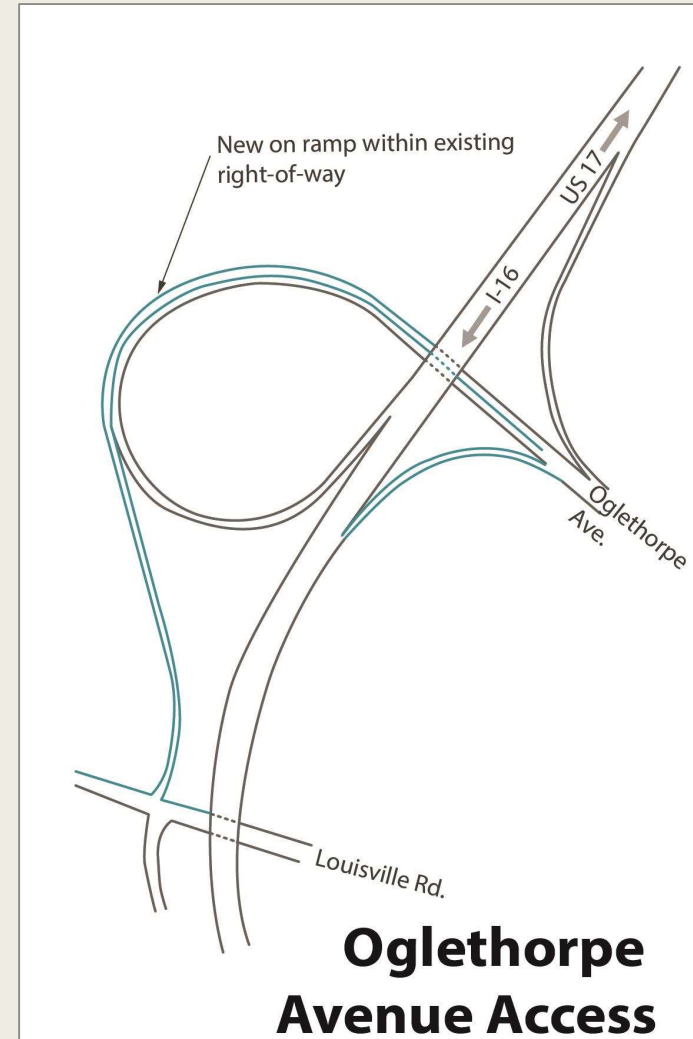 New on ramp within existing
right-of-way
US 17
I-16
Oglethorpe
Ave.
Louisville Rd.
Oglethorpe
Avenue Access